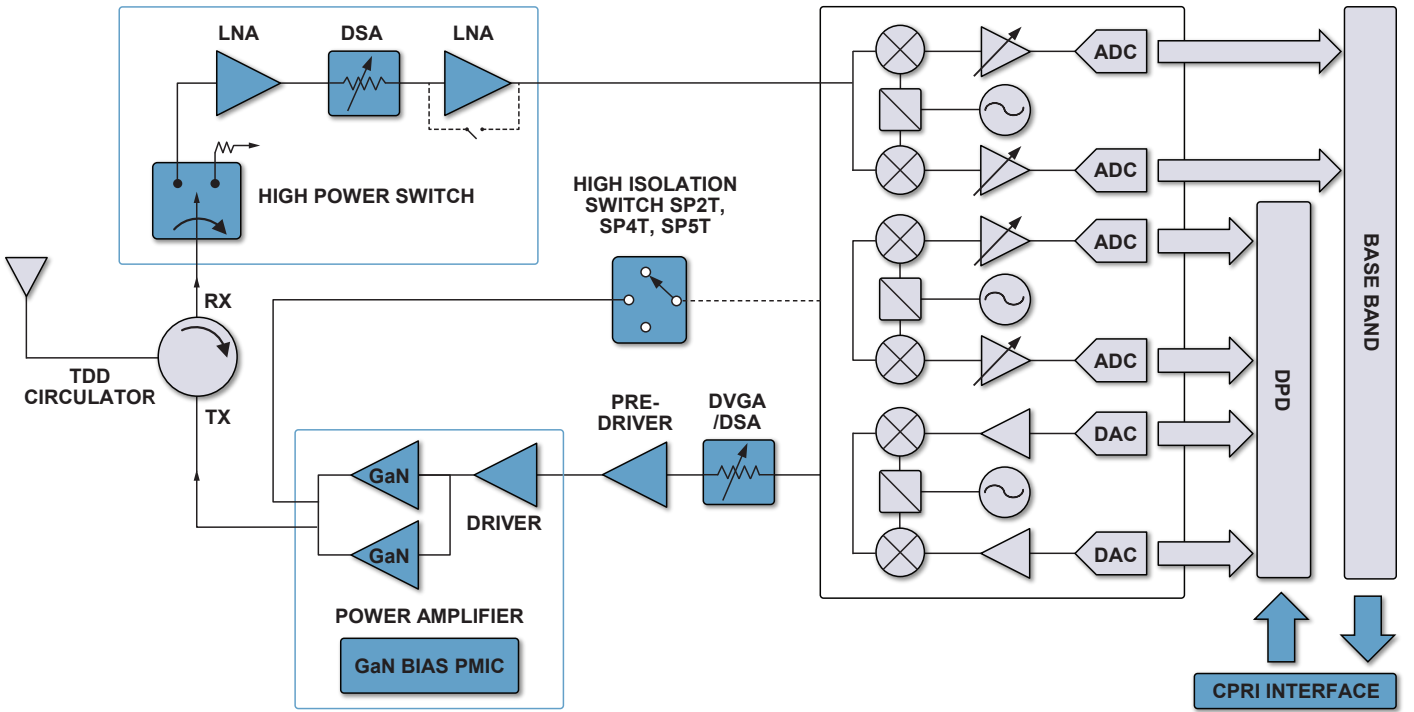 LNA
DSA
LNA
HIGH POWER SWITCH
HIGH ISOLATION
SWITCH SP2T,
SP4T, SP5T
RX
TDD
CIRCULATOR
TX
PRE-
DRIVER
DVGA
/DSA
GaN
GaN
DRIVER
POWER AMPLIFIER
GaN BIAS PMIC
ADC
ADC
ADC
ADC
DAC
DAC
DPD
BASE BAND
CPRI INTERFACE